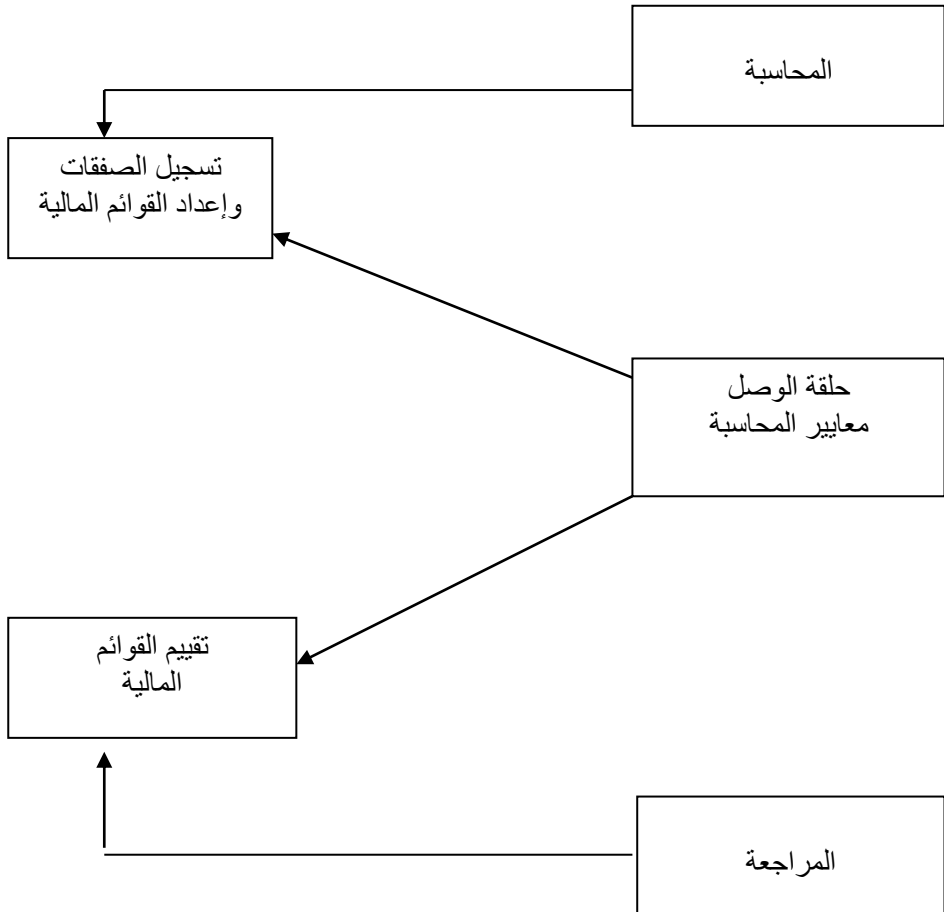 المحاسبة
تسجيل الصفقات
وإعداد القوائم المالية
حلقة الوصل
معايير المحاسبة
تقييم القوائم
المالية
المراجعة